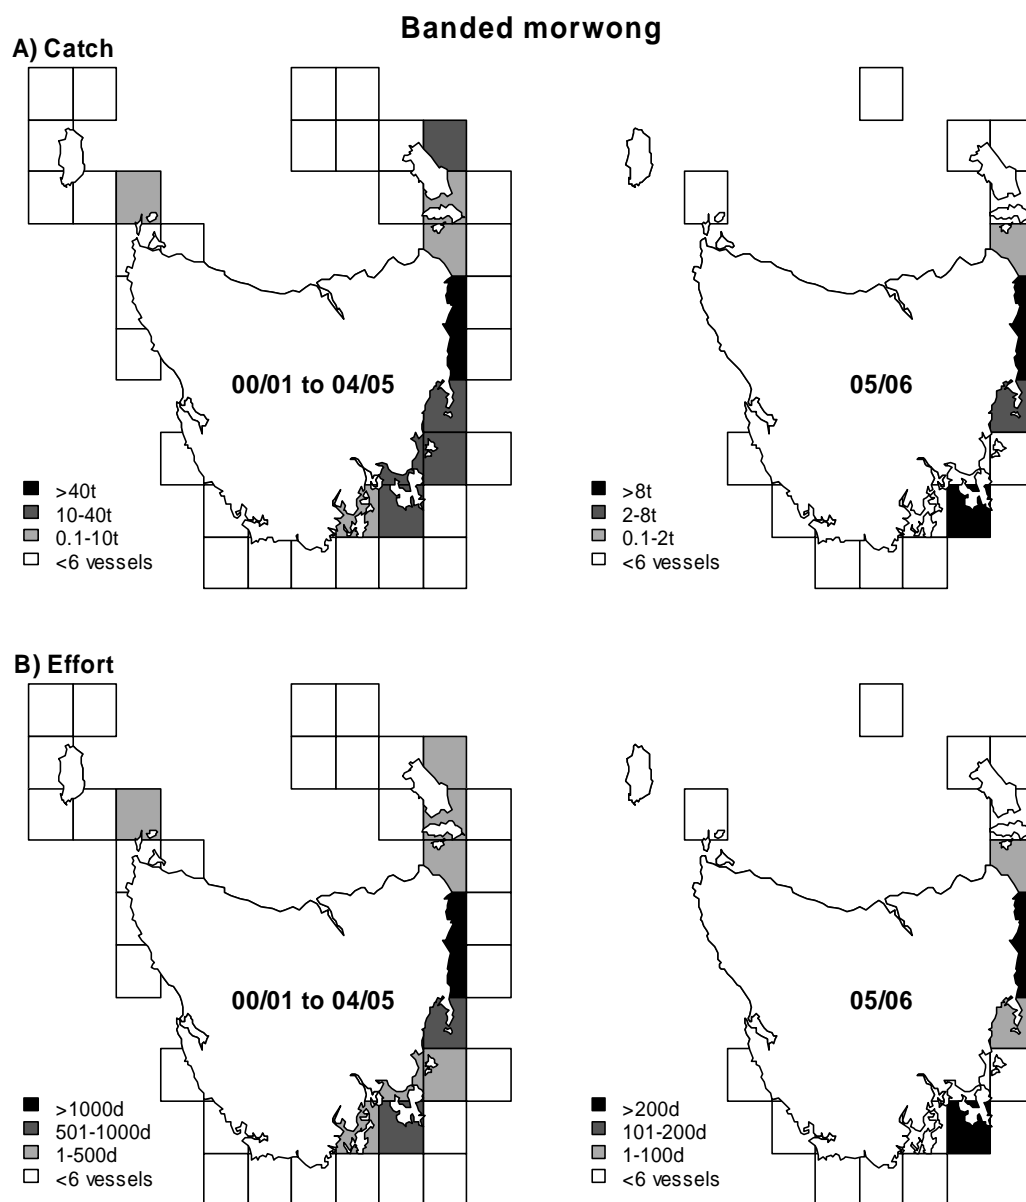 Banded morwong
A) Catch
00/01 to 04/05
>40t
10-40t
0.1-10t
<6 vessels
05/06
>8t
2-8t
0.1-2t
<6 vessels
B) Effort
00/01 to 04/05
>1000d
501-1000d
1-500d
<6 vessels
05/06
>200d
101-200d
1-100d
<6 vessels